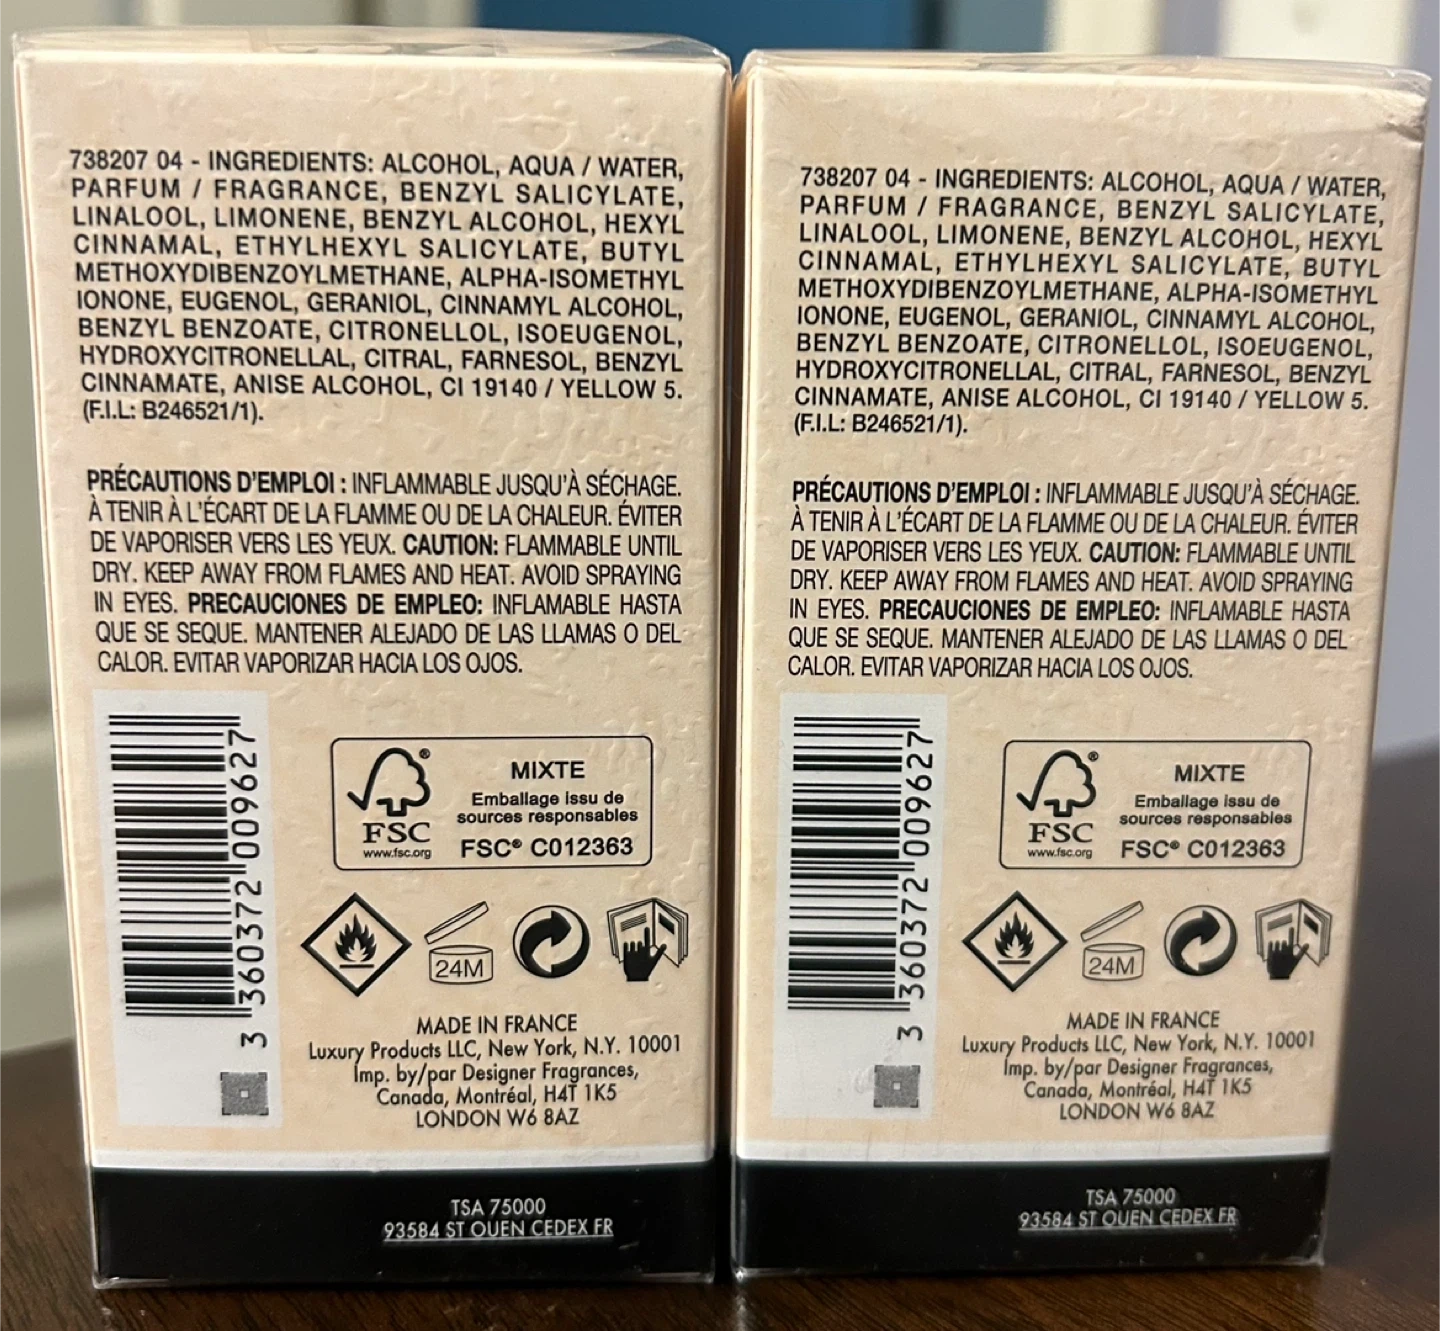 738207 04 - INGREDIENTS: ALCOHOL, AQUA / WATER,
PARFUM / FRAGRANCE, BENZYL SALICYLATE,
LINALOOL, LIMONENE, BENZYL ALCOHOL, HEXYL
CINNAMAL, ETHYLHEXYL SALICYLATE, BUTYL
METHOXYDIBENZOYLMETHANE, ALPHA-ISOMETHYL
IONONE, EUGENOL, GERANIOL, CINNAMYL ALCOHOL,
BENZYL BENZOATE, CITRONELLOL, ISOEUGENOL,
HYDROXYCITRONELLAL, CITRAL, FARNESOL, BENZYL
CINNAMATE, ANISE ALCOHOL, CI 19140 / YELLOW 5.
(F.I.L: B246521/1).
PRÉCAUTIONS D'EMPLOI : INFLAMMABLE JUSQU'À SÉCHAGE.
À TENIR À L'ÉCART DE LA FLAMME OU DE LA CHALEUR. ÉVITER
DE VAPORISER VERS LES YEUX. CAUTION: FLAMMABLE UNTIL
DRY. KEEP AWAY FROM FLAMES AND HEAT. AVOID SPRAYING
IN EYES. PRECAUCIONES DE EMPLEO: INFLAMABLE HASTA
QUE SE SEQUE. MANTENER ALEJADO DE LAS LLAMAS O DEL
CALOR. EVITAR VAPORIZAR HACIA LOS OJOS.
3 360372 009627
FSC ®
www.fsc.org
MIXTE
Emballage issu de
sources responsables
FSC® C012363
24M
MADE IN FRANCE
Luxury Products LLC, New York, N.Y. 10001
Imp. by/par Designer Fragrances,
Canada, Montréal, H4T 1K5
LONDON W6 8AZ
TSA 75000
93584 ST OUEN CEDEX FR
738207 04 - INGREDIENTS: ALCOHOL, AQUA / WATER,
PARFUM / FRAGRANCE, BENZYL SALICYLATE,
LINALOOL, LIMONENE, BENZYL ALCOHOL, HEXYL
CINNAMAL, ETHYLHEXYL SALICYLATE, BUTYL
METHOXYDIBENZOYLMETHANE, ALPHA-ISOMETHYL
IONONE, EUGENOL, GERANIOL, CINNAMYL ALCOHOL,
BENZYL BENZOATE, CITRONELLOL, ISOEUGENOL,
HYDROXYCITRONELLAL, CITRAL, FARNESOL, BENZYL
CINNAMATE, ANISE ALCOHOL, CI 19140 / YELLOW 5.
(F.I.L: B246521/1).
PRÉCAUTIONS D'EMPLOI : INFLAMMABLE JUSQU'À SÉCHAGE.
À TENIR À L'ÉCART DE LA FLAMME OU DE LA CHALEUR. ÉVITER
DE VAPORISER VERS LES YEUX. CAUTION: FLAMMABLE UNTIL
DRY. KEEP AWAY FROM FLAMES AND HEAT. AVOID SPRAYING
IN EYES. PRECAUCIONES DE EMPLEO: INFLAMABLE HASTA
QUE SE SEQUE. MANTENER ALEJADO DE LAS LLAMAS O DEL
CALOR. EVITAR VAPORIZAR HACIA LOS OJOS.
3 360372 009627
FSC ®
www.fsc.org
MIXTE
Emballage issu de
sources responsables
FSC® C012363
24M
MADE IN FRANCE
Luxury Products LLC, New York, N.Y. 10001
Imp. by/par Designer Fragrances,
Canada, Montréal, H4T 1K5
LONDON W6 8AZ
TSA 75000
93584 ST OUEN CEDEX FR